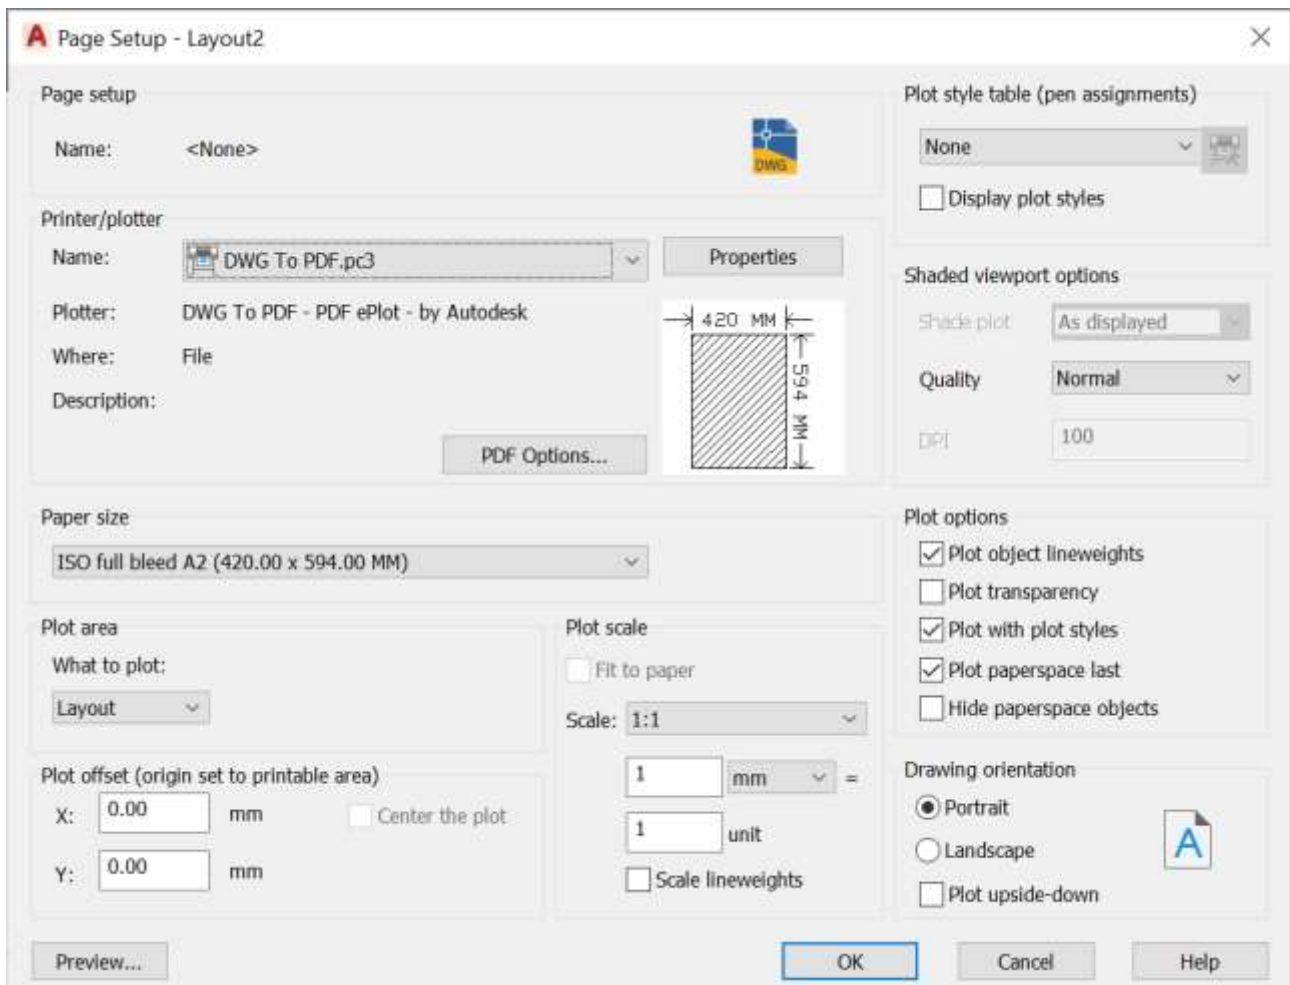 A Page Setup - Layout2
Page setup
Name: <None>
DWG
Printer/plotter
Name: DWG To PDF.pc3 Properties
Plotter: DWG To PDF - PDF ePlot - by Autodesk
Where: File
Description:
PDF Options...
420 MM
594 MM
Paper size
ISO full bleed A2 (420.00 x 594.00 MM)
Plot area
What to plot:
Layout
Plot offset (origin set to printable area)
X: 0.00 mm Center the plot
Y: 0.00 mm
Plot scale
Fit to paper
Scale: 1:1
1 mm =
1 unit
Scale lineweights
Plot style table (pen assignments)
None
Display plot styles
Shaded viewport options
Shade plot As displayed
Quality Normal
DPI 100
Plot options
Plot object lineweights
Plot transparency
Plot with plot styles
Plot paperspace last
Hide paperspace objects
Drawing orientation
Portrait
Landscape
Plot upside-down
A
Preview... OK Cancel Help